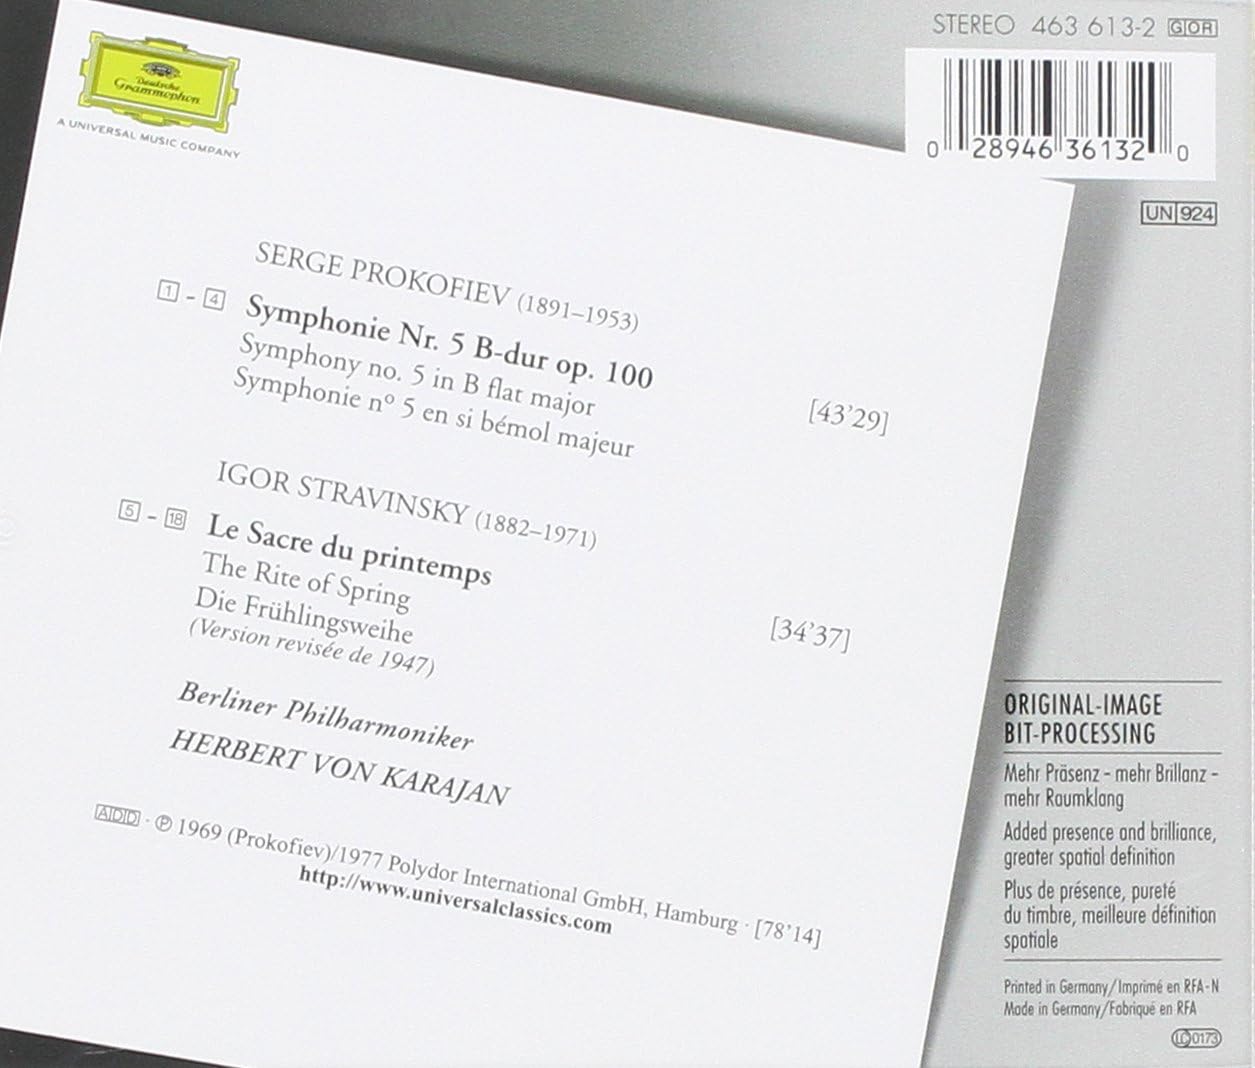 STEREO 463 613-2 GOR
0 28946 36132 0
UN 924
Deutsche
Grammophon
A UNIVERSAL MUSIC COMPANY
SERGE PROKOFIEV (1891–1953)
1 - 4 Symphonie Nr. 5 B-dur op. 100
Symphony no. 5 in B flat major
Symphonie nº 5 en si bémol majeur [43'29]
IGOR STRAVINSKY (1882–1971)
5 - 18 Le Sacre du printemps
The Rite of Spring
Die Frühlingsweihe [34'37]
(Version revisée de 1947)
Berliner Philharmoniker
HERBERT VON KARAJAN
ADD · ℗ 1969 (Prokofiev)/1977 Polydor International GmbH, Hamburg · [78'14]
http://www.universalclassics.com
ORIGINAL-IMAGE
BIT-PROCESSING
Mehr Präsenz – mehr Brillanz –
mehr Raumklang
Added presence and brilliance,
greater spatial definition
Plus de présence, pureté
du timbre, meilleure définition
spatiale
Printed in Germany/Imprimé en RFA-N
Made in Germany/Fabriqué en RFA
LC 0173